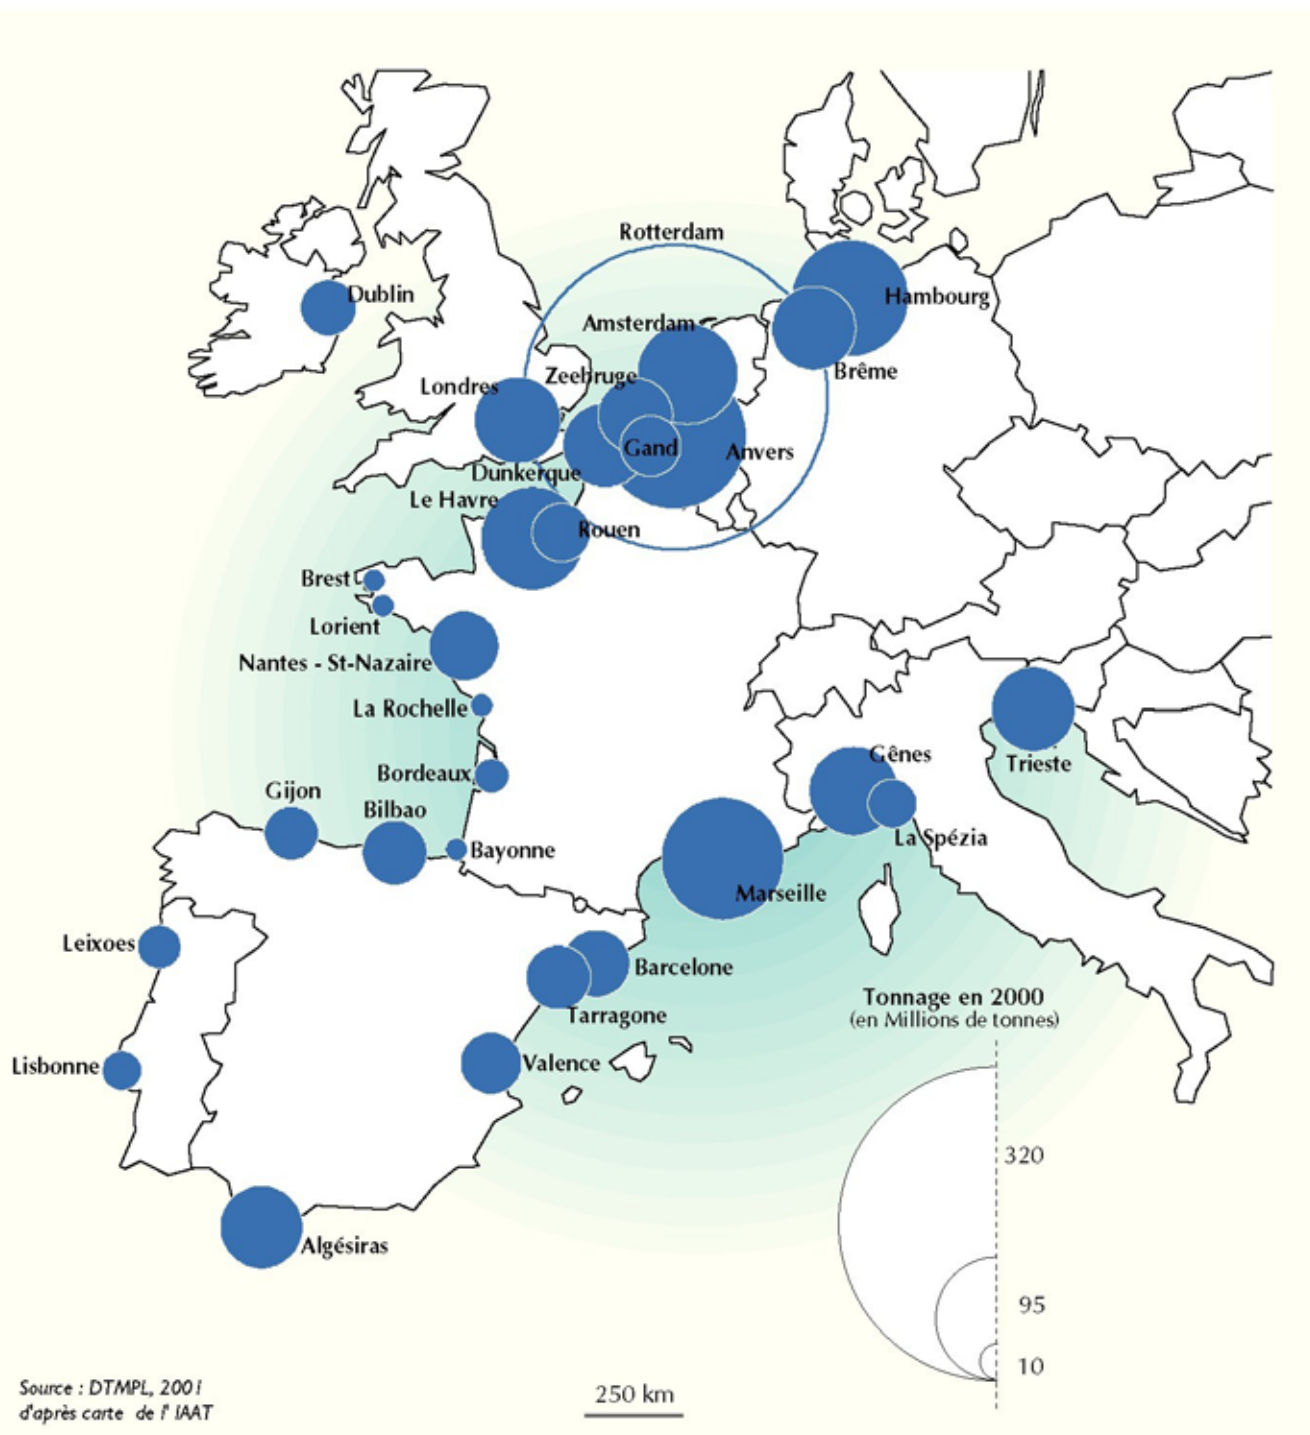 Rotterdam
Dublin
Hambourg
Amsterdam
Brême
Zeebruge
Londres
Gand
Anvers
Dunkerque
Le Havre
Rouen
Brest
Lorient
Nantes - St-Nazaire
La Rochelle
Gênes
Trieste
Bordeaux
Gijon
Bilbao
La Spézia
Bayonne
Marseille
Leixoes
Barcelone
Tonnage en 2000
(en Millions de tonnes)
Tarragone
Lisbonne
Valence
320
Algésiras
95
10
Source : DTMPL, 2001
d'après carte de l' IAAT
250 km